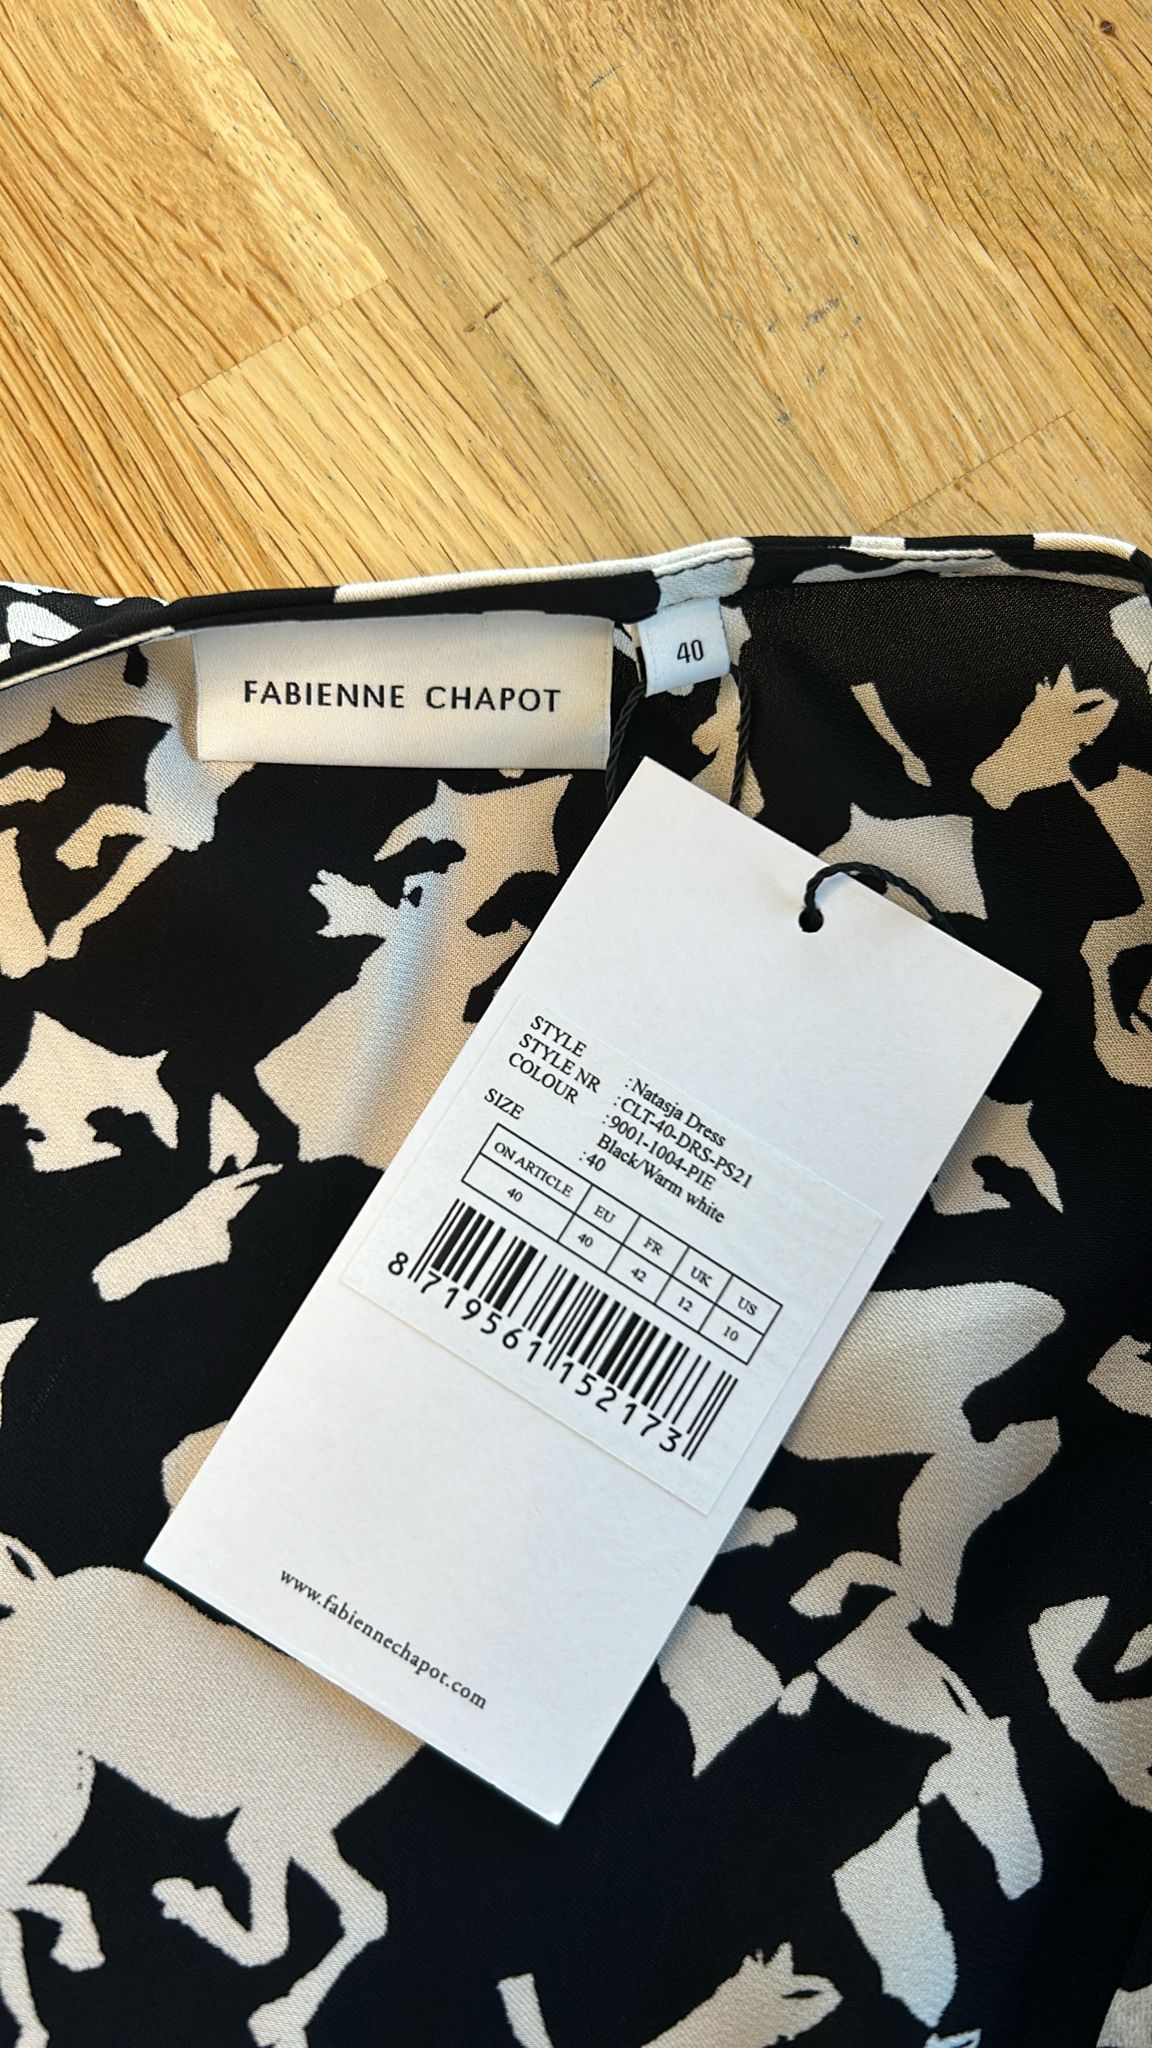 FABIENNE CHAPOT
40
STYLE :Natasja Dress
STYLE NR :CLT-40-DRS-PS21
COLOUR :9001-1004-PIE
Black/Warm white
SIZE :40
ON ARTICLE EU FR UK US
40 40 42 12 10
8 719561 152173
www.fabiennechapot.com